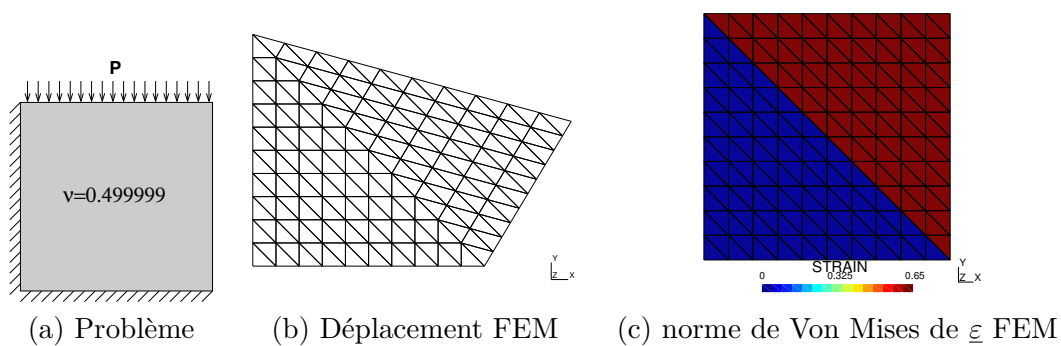 P
ν=0.499999
Y
Z X
STRAIN
0 0.325 0.65
Y
Z X
(a) Problème
(b) Déplacement FEM
(c) norme de Von Mises de ε FEM